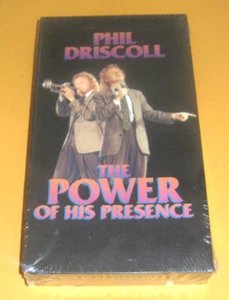 PHIL
DRISCOLL
THE
POWER
OF HIS PRESENCE